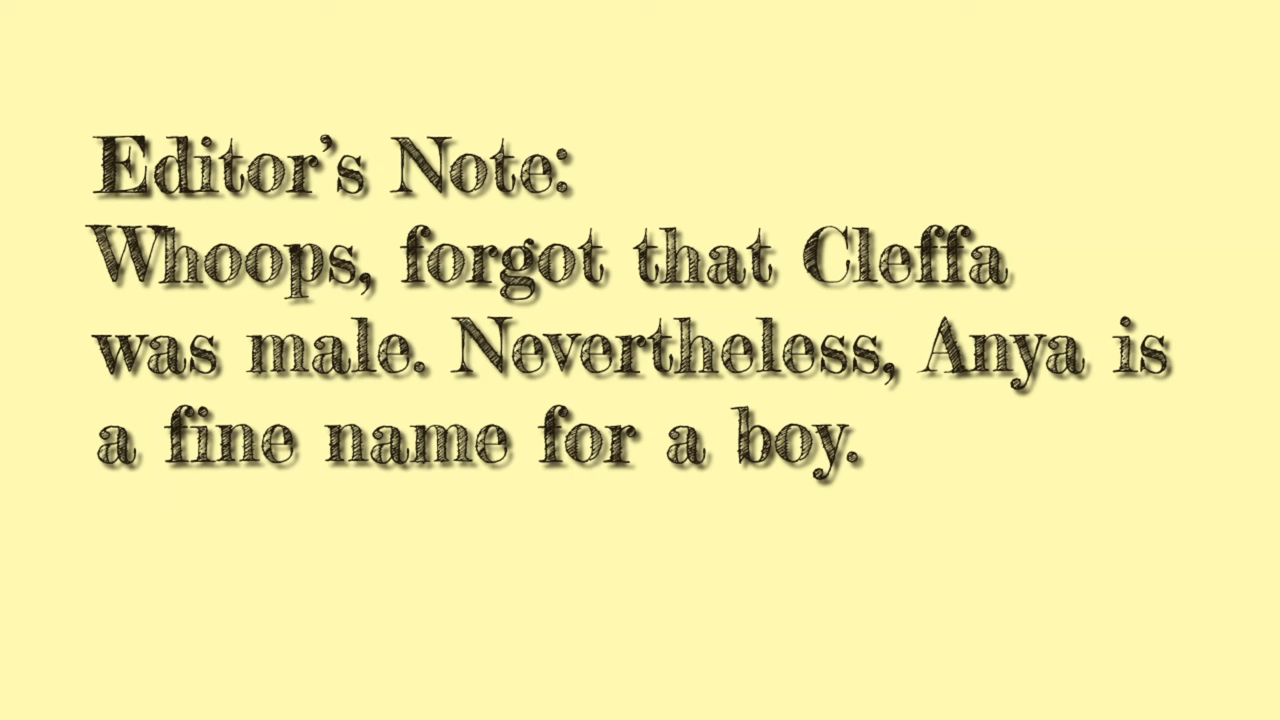 Editor’s Note:
Whoops, forgot that Cleffa
was male. Nevertheless, Anya is
a fine name for a boy.